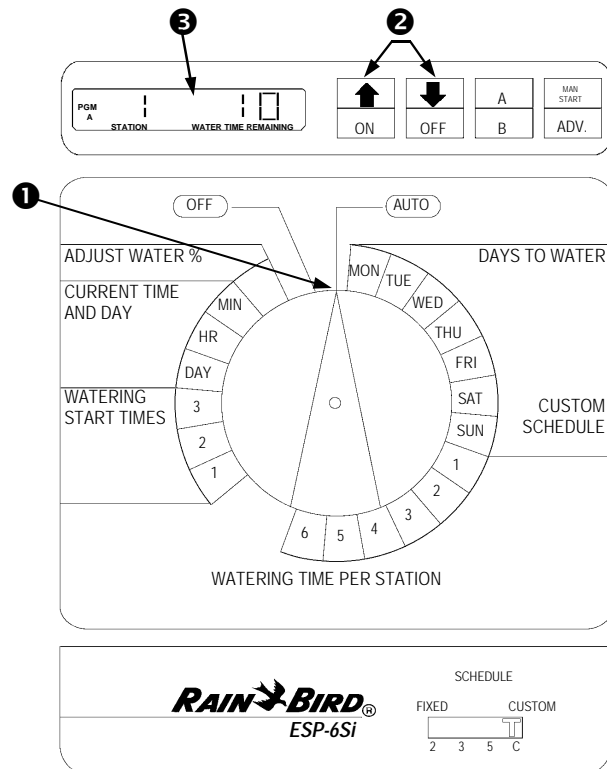 ❸
❷
PGM
A
1
10
STATION
WATER TIME REMAINING
ON
OFF
A
B
MAN
START
ADV.
❶
OFF
AUTO
ADJUST WATER %
CURRENT TIME
AND DAY
WATERING
START TIMES
MIN
HR
DAY
3
2
1
MON
TUE
WED
THU
FRI
SAT
SUN
1
2
3
4
5
6
DAYS TO WATER
CUSTOM
SCHEDULE
WATERING TIME PER STATION
RAIN BIRD®
ESP-6Si
SCHEDULE
FIXED CUSTOM
2 3 5 C